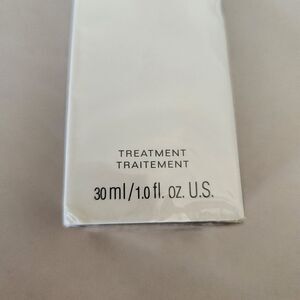 TREATMENT
TRAITEMENT
30 ml/1.0 fl. oz. U.S.